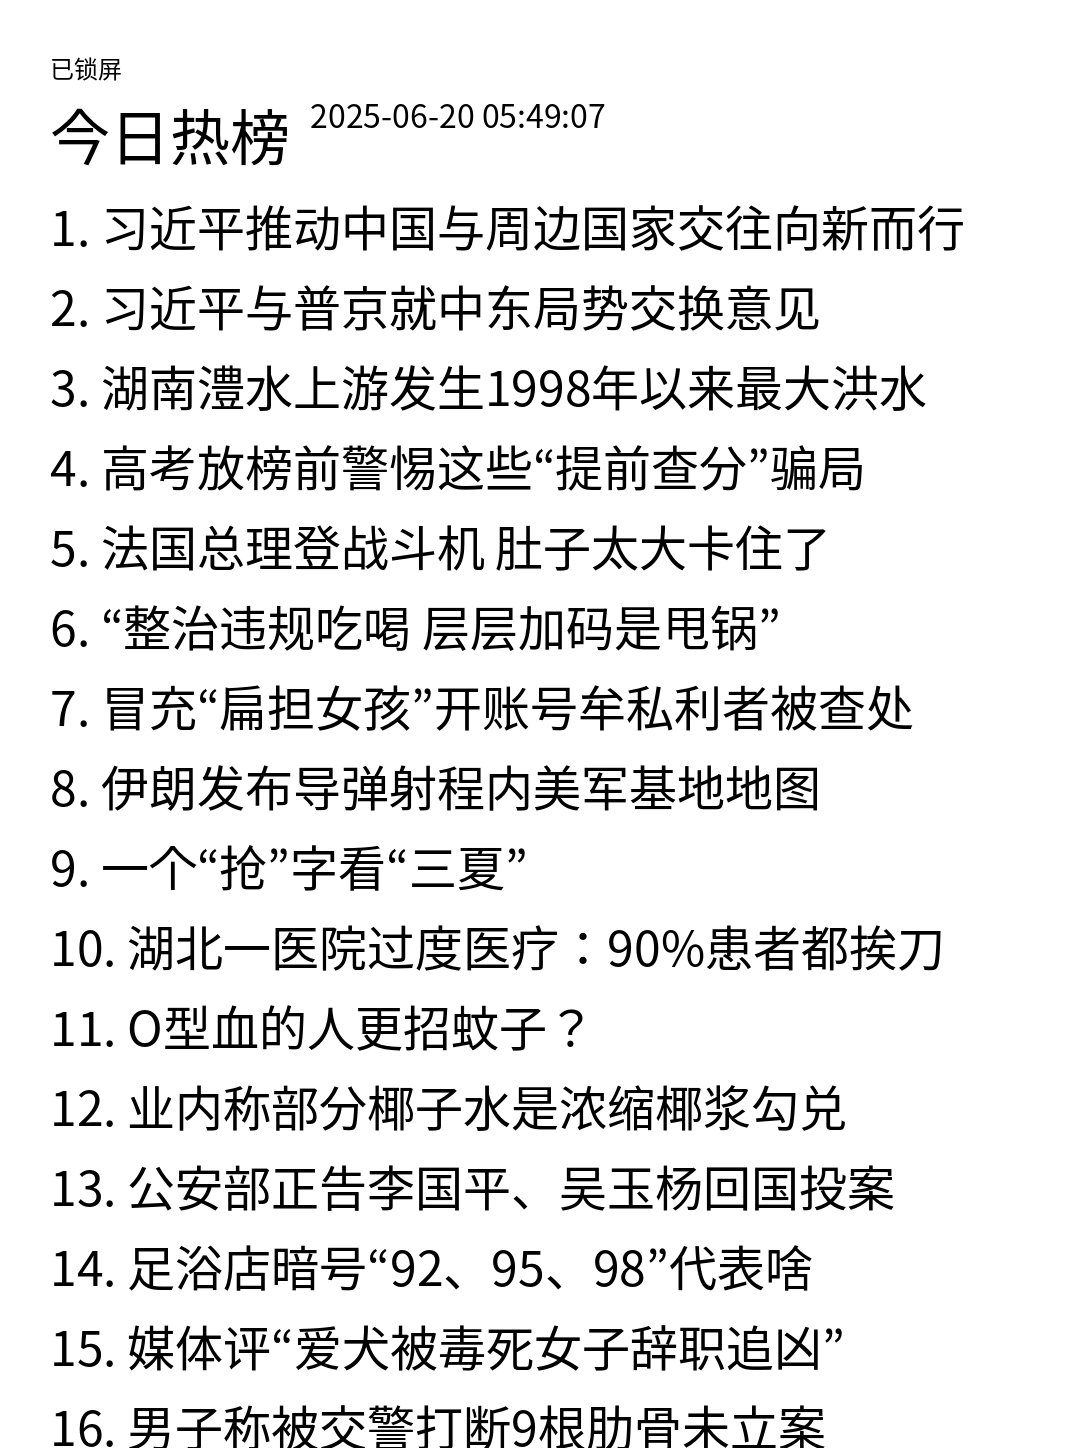 已锁屏
今日热榜 2025-06-20 05:49:07
1. 习近平推动中国与周边国家交往向新而行
2. 习近平与普京就中东局势交换意见
3. 湖南澧水上游发生1998年以来最大洪水
4. 高考放榜前警惕这些“提前查分”骗局
5. 法国总理登战斗机 肚子太大卡住了
6. “整治违规吃喝 层层加码是甩锅”
7. 冒充“扁担女孩”开账号牟私利者被查处
8. 伊朗发布导弹射程内美军基地地图
9. 一个“抢”字看“三夏”
10. 湖北一医院过度医疗：90%患者都挨刀
11. O型血的人更招蚊子？
12. 业内称部分椰子水是浓缩椰浆勾兑
13. 公安部正告李国平、吴玉杨回国投案
14. 足浴店暗号“92、95、98”代表啥
15. 媒体评“爱犬被毒死女子辞职追凶”
16. 男子称被交警打断9根肋骨未立案